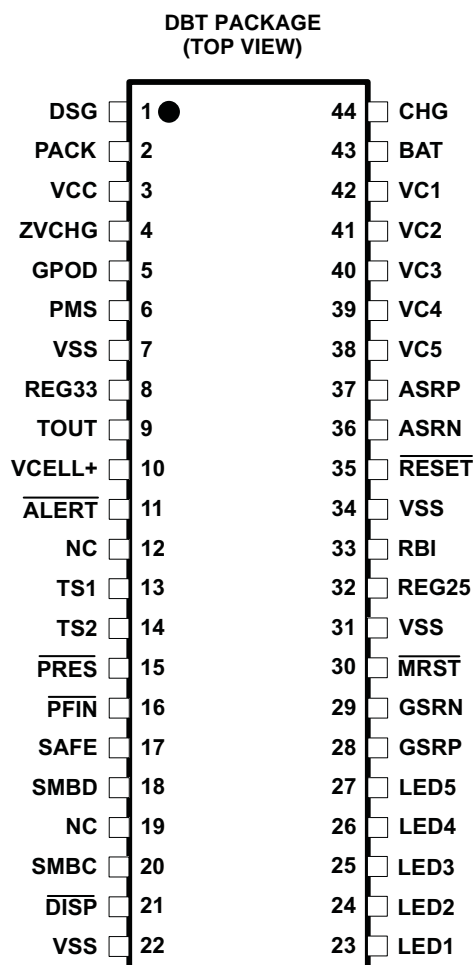 DBT PACKAGE
(TOP VIEW)
DSG 1 44 CHG
PACK 2 43 BAT
VCC 3 42 VC1
ZVCHG 4 41 VC2
GPOD 5 40 VC3
PMS 6 39 VC4
VSS 7 38 VC5
REG33 8 37 ASRP
TOUT 9 36 ASRN
VCELL+ 10 35 RESET
ALERT 11 34 VSS
NC 12 33 RBI
TS1 13 32 REG25
TS2 14 31 VSS
PRES 15 30 MRST
PFIN 16 29 GSRN
SAFE 17 28 GSRP
SMBD 18 27 LED5
NC 19 26 LED4
SMBC 20 25 LED3
DISP 21 24 LED2
VSS 22 23 LED1